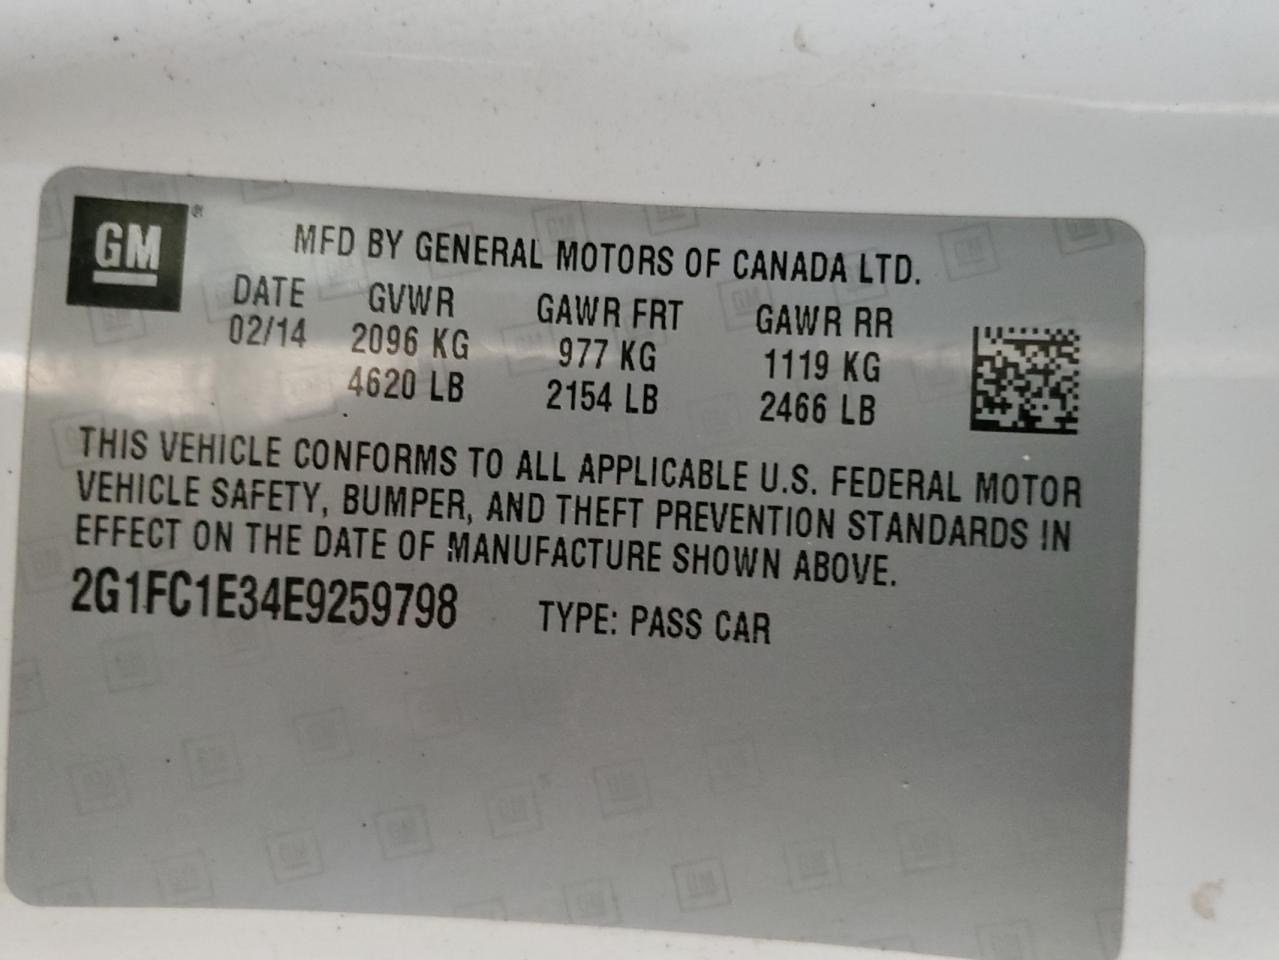 GM ®
MFD BY GENERAL MOTORS OF CANADA LTD.
DATE GVWR GAWR FRT GAWR RR
02/14 2096 KG 977 KG 1119 KG
4620 LB 2154 LB 2466 LB
THIS VEHICLE CONFORMS TO ALL APPLICABLE U.S. FEDERAL MOTOR
VEHICLE SAFETY, BUMPER, AND THEFT PREVENTION STANDARDS IN
EFFECT ON THE DATE OF MANUFACTURE SHOWN ABOVE.
2G1FC1E34E9259798 TYPE: PASS CAR